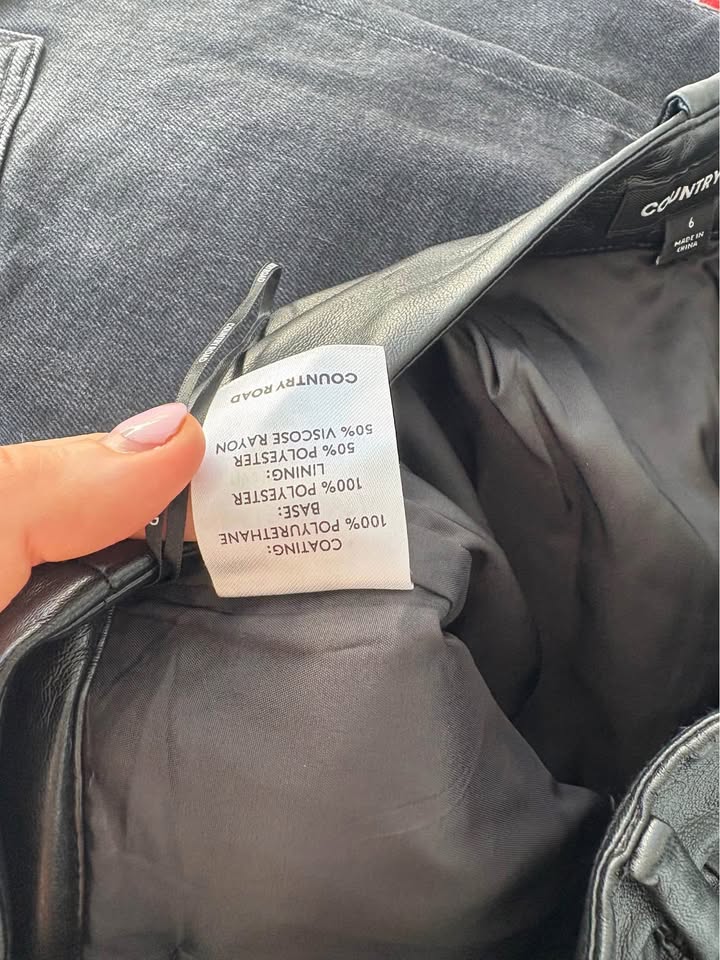 COUNTRY
6
MADE IN
CHINA
COATING:
100% POLYURETHANE
BASE:
100% POLYESTER
LINING:
50% POLYESTER
50% VISCOSE RAYON
COUNTRY ROAD